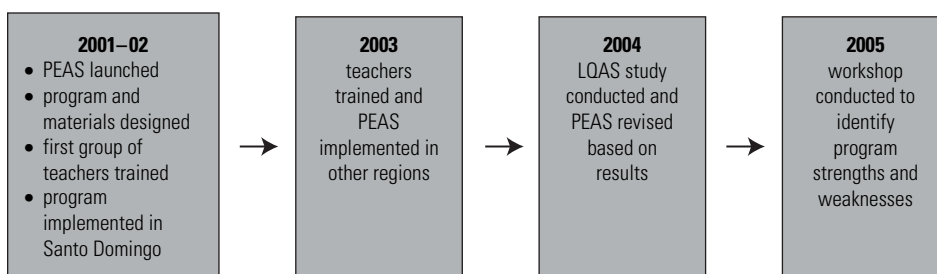 2001–02
• PEAS launched
• program and
materials designed
• first group of
teachers trained
• program
implemented in
Santo Domingo
2003
teachers
trained and
PEAS
implemented in
other regions
2004
LQAS study
conducted and
PEAS revised
based on
results
2005
workshop
conducted to
identify
program
strengths and
weaknesses